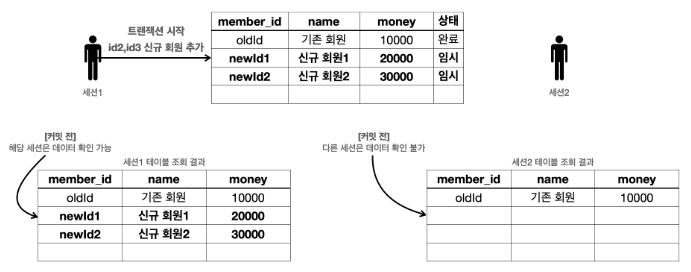 트랜잭션 시작
id2,id3 신규 회원 추가
세션1
member_id name money 상태
oldId 기존 회원 10000 완료
newId1 신규 회원1 20000 임시
newId2 신규 회원2 30000 임시
세션2
[커밋 전]
해당 세션은 데이터 확인 가능
세션1 테이블 조회 결과
member_id name money
oldId 기존 회원 10000
newId1 신규 회원1 20000
newId2 신규 회원2 30000
[커밋 전]
다른 세션은 데이터 확인 불가
세션2 테이블 조회 결과
member_id name money
oldId 기존 회원 10000